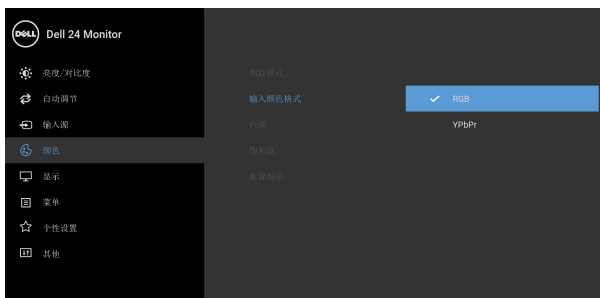 DELL Dell 24 Monitor
亮度/对比度
自动调节
输入源
颜色
显示
菜单
个性设置
其他
预设模式
输入颜色格式
色调
饱和度
重置颜色
RGB
YPbPr